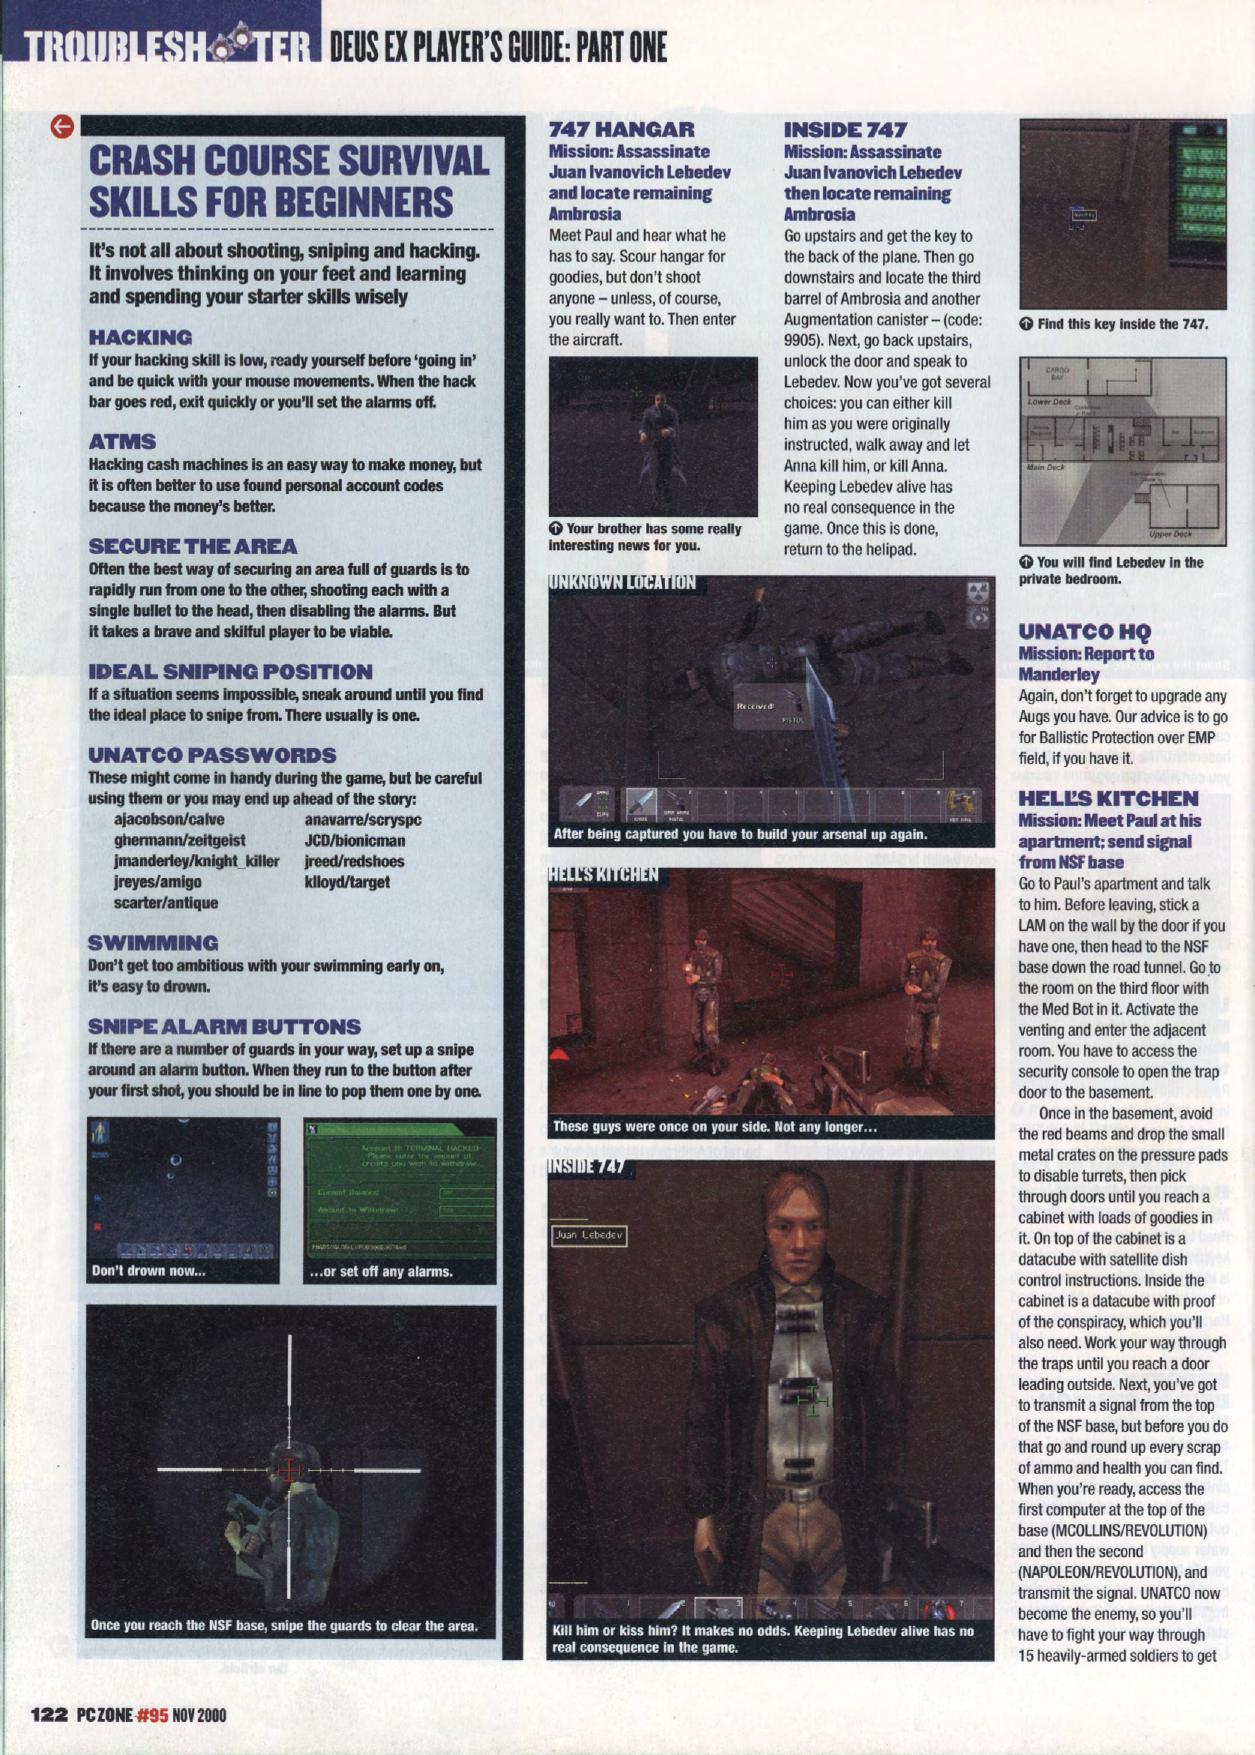 TROUBLESHOOTER DEUS EX PLAYER'S GUIDE: PART ONE
CRASH COURSE SURVIVAL
SKILLS FOR BEGINNERS
It's not all about shooting, sniping and hacking.
It involves thinking on your feet and learning
and spending your starter skills wisely
HACKING
If your hacking skill is low, ready yourself before 'going in'
and be quick with your mouse movements. When the hack
bar goes red, exit quickly or you'll set the alarms off.
ATMS
Hacking cash machines is an easy way to make money, but
it is often better to use found personal account codes
because the money's better.
SECURE THE AREA
Often the best way of securing an area full of guards is to
rapidly run from one to the other, shooting each with a
single bullet to the head, then disabling the alarms. But
it takes a brave and skilful player to be viable.
IDEAL SNIPING POSITION
If a situation seems impossible, sneak around until you find
the ideal place to snipe from. There usually is one.
UNATCO PASSWORDS
These might come in handy during the game, but be careful
using them or you may end up ahead of the story:
ajacobson/calve
ghermann/zeitgeist
jmanderley/knight_killer
jreyes/amigo
scarter/antique
anavarre/scryspc
JCD/bionicman
jreed/redshoes
klloyd/target
SWIMMING
Don't get too ambitious with your swimming early on,
it's easy to drown.
SNIPE ALARM BUTTONS
If there are a number of guards in your way, set up a snipe
around an alarm button. When they run to the button after
your first shot, you should be in line to pop them one by one.
Don't drown now...
Account ID TERMINAL HACKED
Please enter the amount of
credits you wish to withdraw...
Current Balance:
Amount to Withdraw:
...or set off any alarms.
Once you reach the NSF base, snipe the guards to clear the area.
747 HANGAR
Mission: Assassinate
Juan Ivanovich Lebedev
and locate remaining
Ambrosia
Meet Paul and hear what he
has to say. Scour hangar for
goodies, but don't shoot
anyone – unless, of course,
you really want to. Then enter
the aircraft.
Your brother has some really
interesting news for you.
INSIDE 747
Mission: Assassinate
Juan Ivanovich Lebedev
then locate remaining
Ambrosia
Go upstairs and get the key to
the back of the plane. Then go
downstairs and locate the third
barrel of Ambrosia and another
Augmentation canister – (code:
9905). Next, go back upstairs,
unlock the door and speak to
Lebedev. Now you've got several
choices: you can either kill
him as you were originally
instructed, walk away and let
Anna kill him, or kill Anna.
Keeping Lebedev alive has
no real consequence in the
game. Once this is done,
return to the helipad.
UNKNOWN LOCATION
Received:
PISTOL
After being captured you have to build your arsenal up again.
HELL'S KITCHEN
These guys were once on your side. Not any longer...
INSIDE 747
Juan Lebedev
Kill him or kiss him? It makes no odds. Keeping Lebedev alive has no
real consequence in the game.
Find this key inside the 747.
CARGO
BAY
Lower Deck
Main Deck
Upper Deck
You will find Lebedev in the
private bedroom.
UNATCO HQ
Mission: Report to
Manderley
Again, don't forget to upgrade any
Augs you have. Our advice is to go
for Ballistic Protection over EMP
field, if you have it.
HELL'S KITCHEN
Mission: Meet Paul at his
apartment; send signal
from NSF base
Go to Paul's apartment and talk
to him. Before leaving, stick a
LAM on the wall by the door if you
have one, then head to the NSF
base down the road tunnel. Go to
the room on the third floor with
the Med Bot in it. Activate the
venting and enter the adjacent
room. You have to access the
security console to open the trap
door to the basement.
Once in the basement, avoid
the red beams and drop the small
metal crates on the pressure pads
to disable turrets, then pick
through doors until you reach a
cabinet with loads of goodies in
it. On top of the cabinet is a
datacube with satellite dish
control instructions. Inside the
cabinet is a datacube with proof
of the conspiracy, which you'll
also need. Work your way through
the traps until you reach a door
leading outside. Next, you've got
to transmit a signal from the top
of the NSF base, but before you do
that go and round up every scrap
of ammo and health you can find.
When you're ready, access the
first computer at the top of the
base (MCOLLINS/REVOLUTION)
and then the second
(NAPOLEON/REVOLUTION), and
transmit the signal. UNATCO now
become the enemy, so you'll
have to fight your way through
15 heavily-armed soldiers to get
122 PCZONE #95 NOV 2000